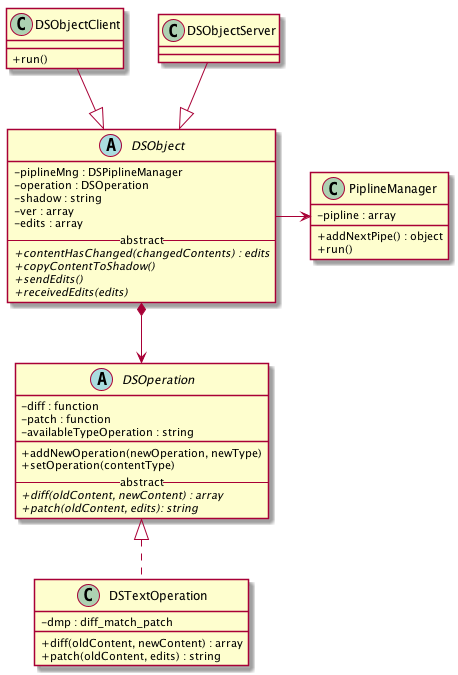 C DSObjectClient
+run()
C DSObjectServer
A DSObject
-piplineMng : DSPiplineManager
-operation : DSOperation
-shadow : string
-ver : array
-edits : array
abstract
+contentHasChanged(changedContents) : edits
+copyContentToShadow()
+sendEdits()
+receivedEdits(edits)
C PiplineManager
-pipline : array
+addNextPipe() : object
+run()
A DSOperation
-diff : function
-patch : function
-availableTypeOperation : string
+addNewOperation(newOperation, newType)
+setOperation(contentType)
abstract
+diff(oldContent, newContent) : array
+patch(oldContent, edits): string
C DSTextOperation
-dmp : diff_match_patch
+diff(oldContent, newContent) : array
+patch(oldContent, edits) : string